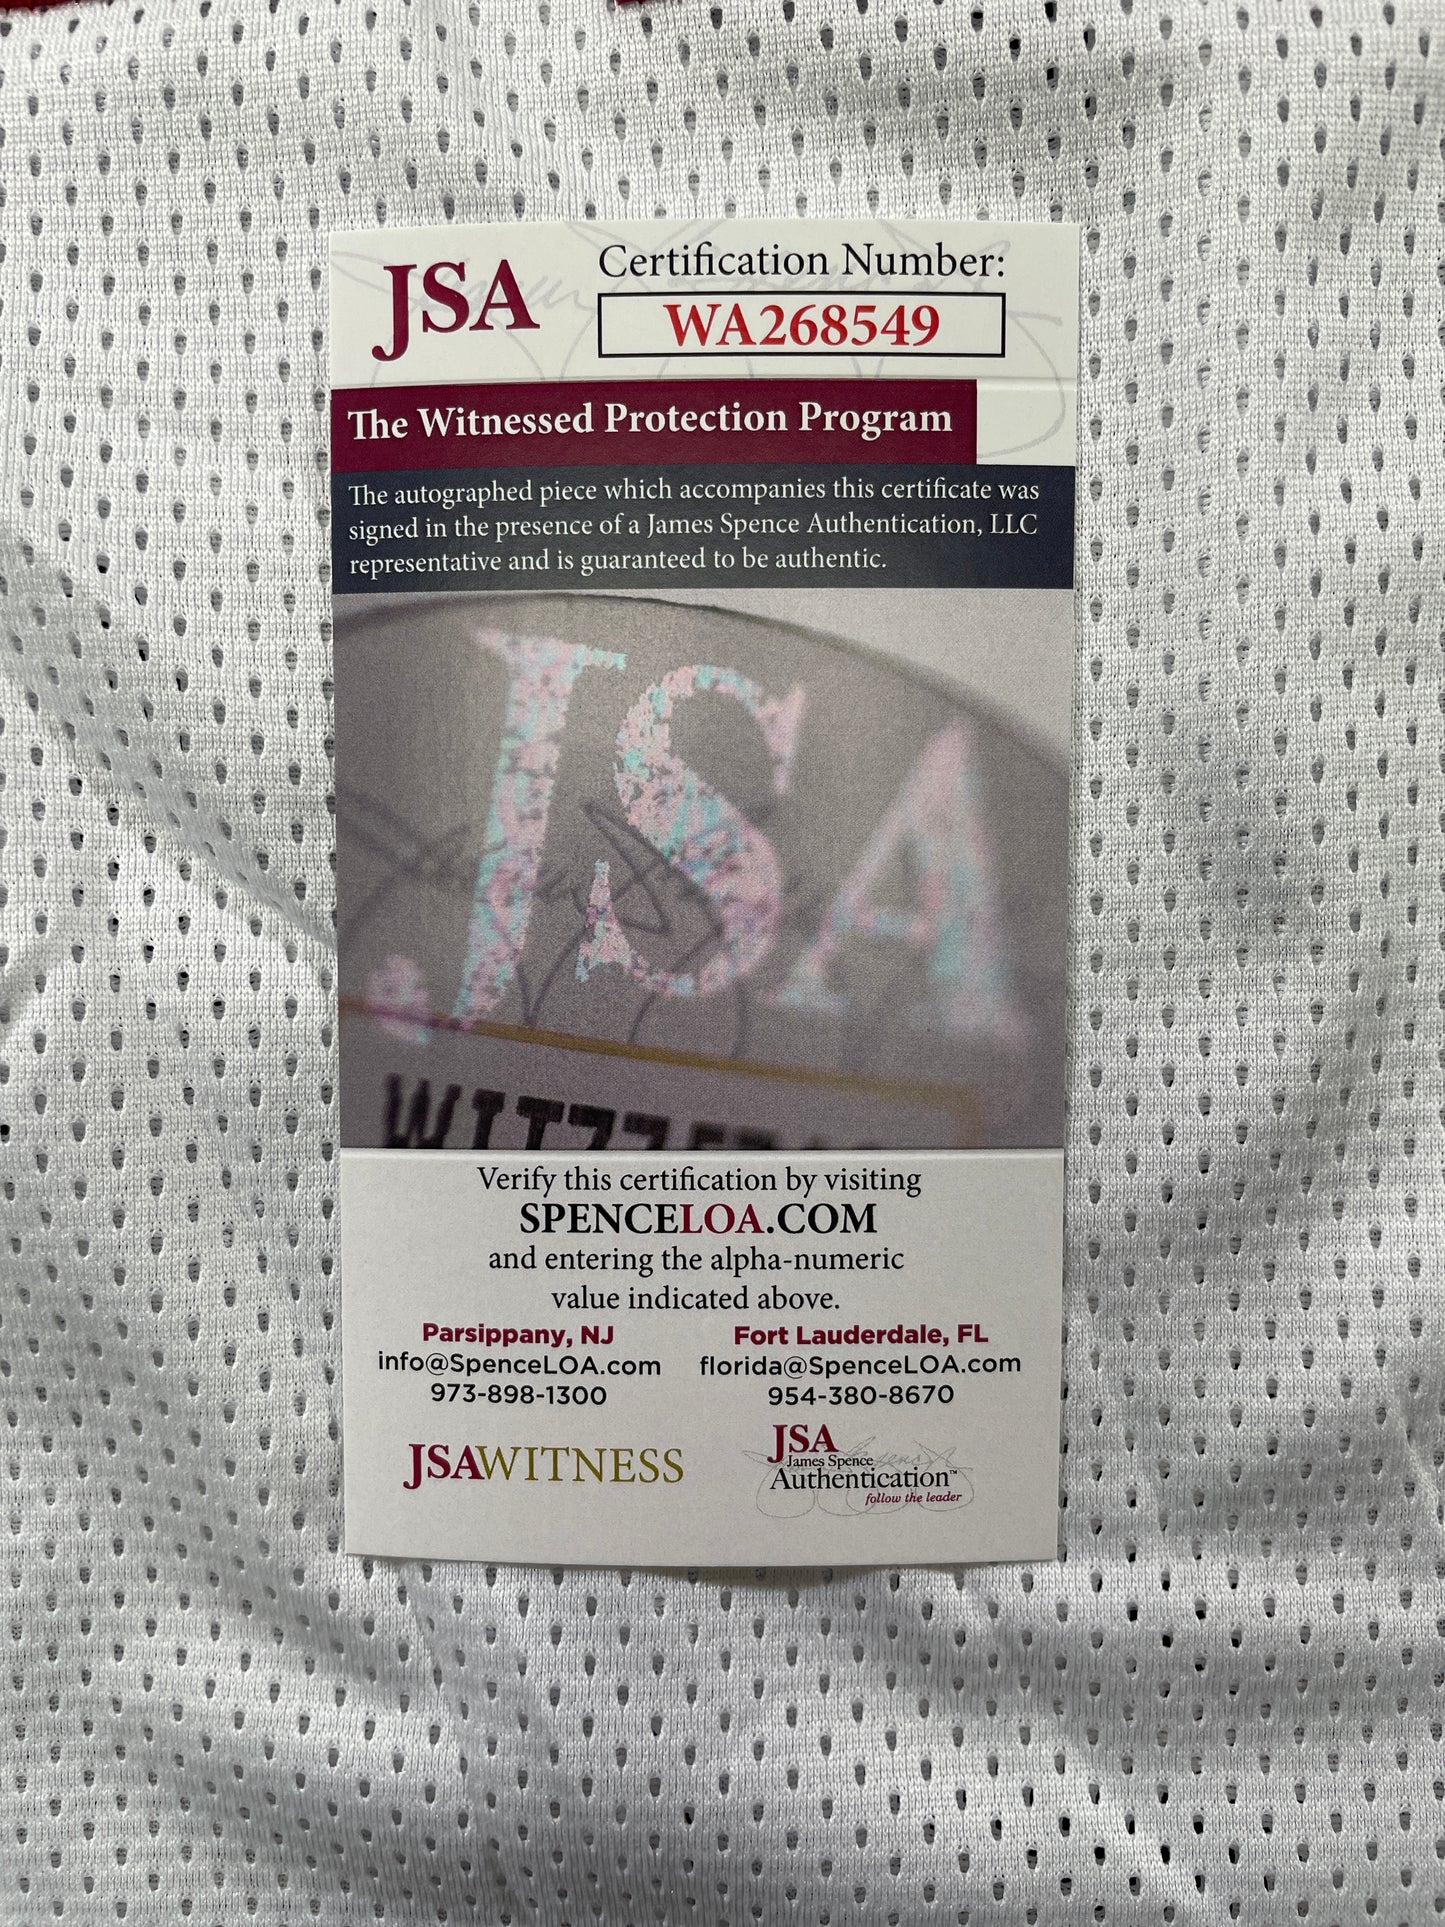 JSA
Certification Number:
WA268549
The Witnessed Protection Program
The autographed piece which accompanies this certificate was
signed in the presence of a James Spence Authentication, LLC
representative and is guaranteed to be authentic.
JSA
Verify this certification by visiting
SPENCELOA.COM
and entering the alpha-numeric
value indicated above.
Parsippany, NJ
info@SpenceLOA.com
973-898-1300
Fort Lauderdale, FL
florida@SpenceLOA.com
954-380-8670
JSAWITNESS
JSA
James Spence
Authentication™
follow the leader